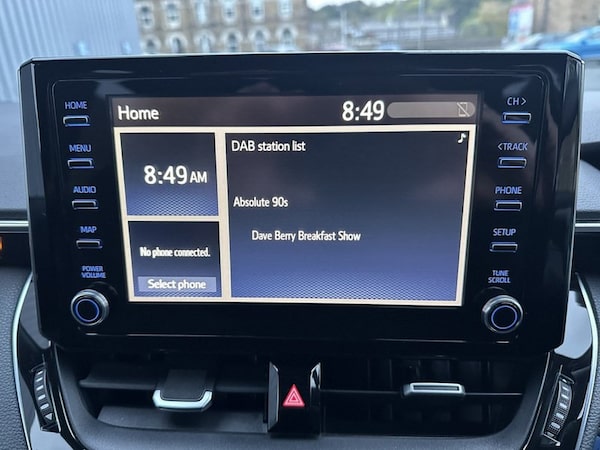 HOME
MENU
AUDIO
MAP
POWER
VOLUME
Home
8:49
8:49 AM
No phone connected.
Select phone
DAB station list
Absolute 90s
Dave Berry Breakfast Show
CH >
<TRACK
PHONE
SETUP
TUNE
SCROLL